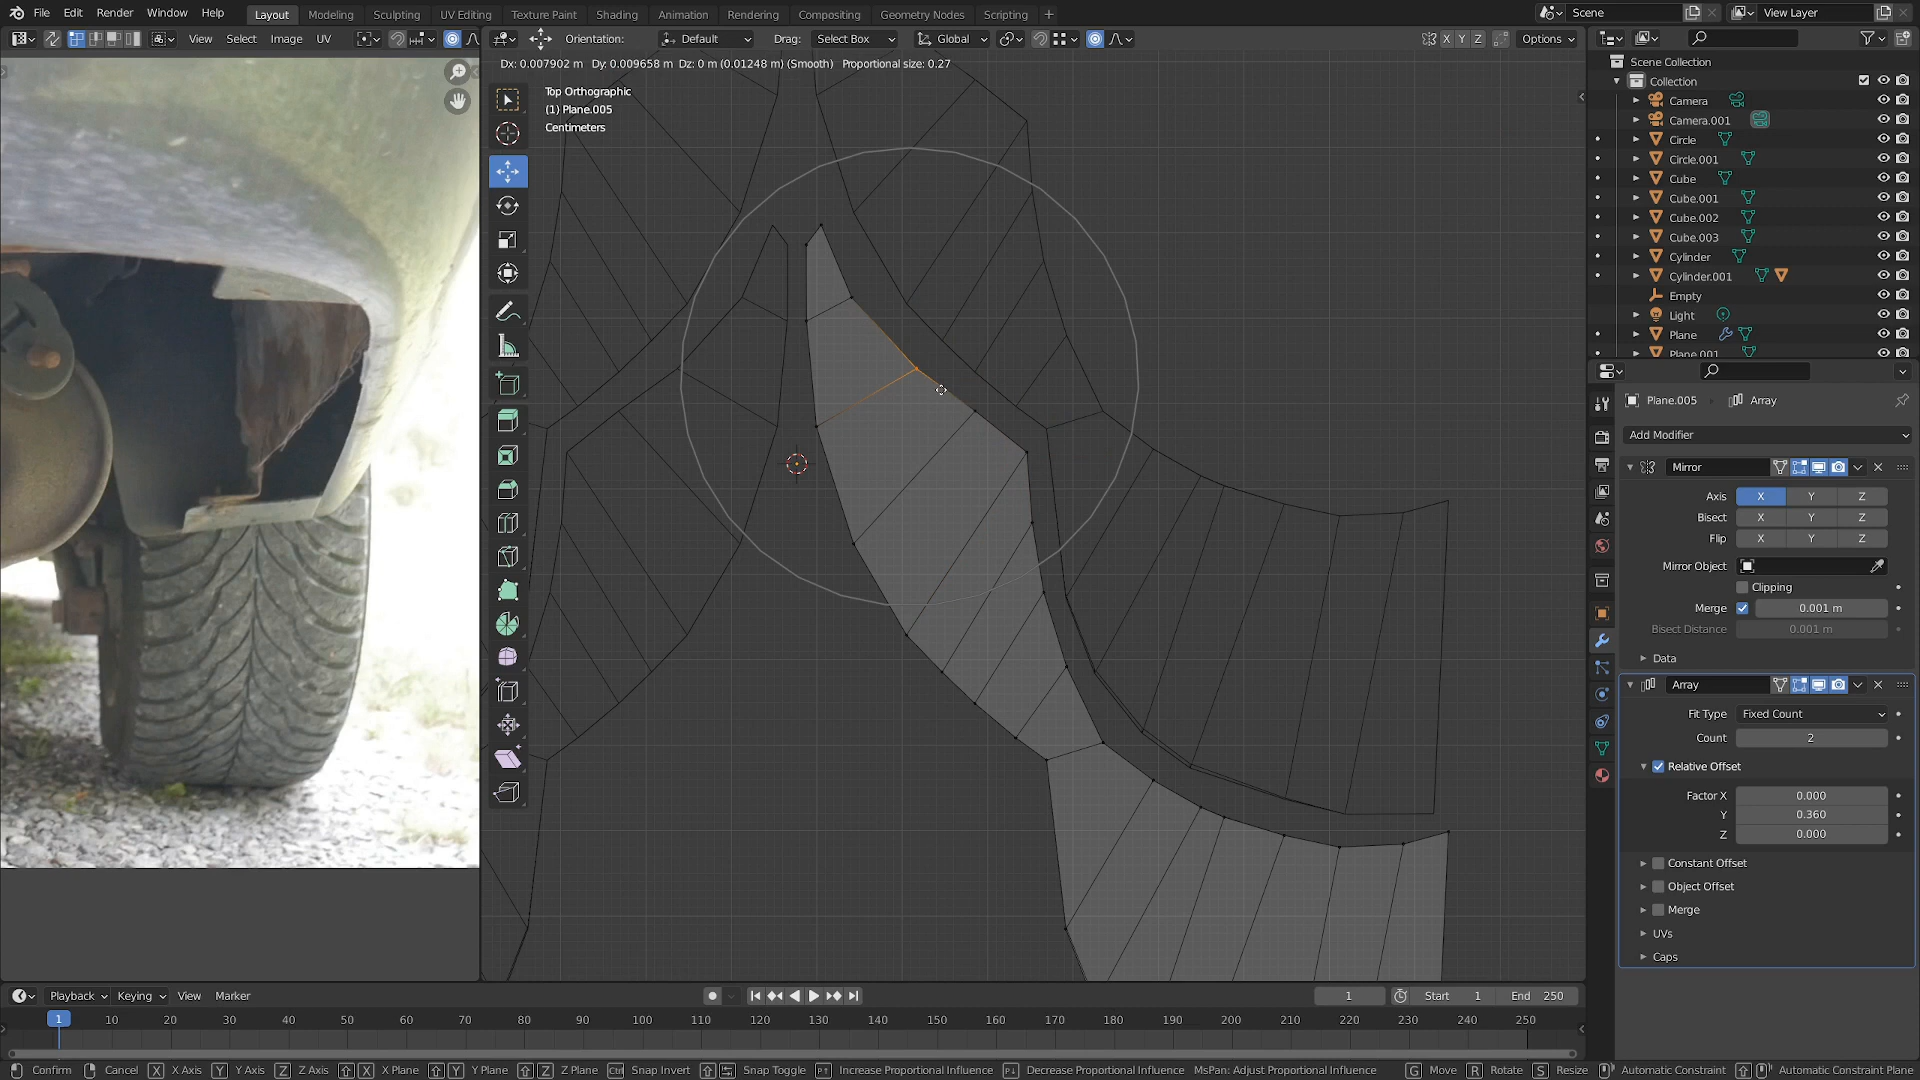 File Edit Render Window Help Layout Modeling Sculpting UV Editing Texture Paint Shading Animation Rendering Compositing Geometry Nodes Scripting + Scene View Layer
View Select Image UV Orientation: Default Drag: Select Box Global X Y Z Options
Dx: 0.007902 m Dy: 0.009658 m Dz: 0 m (0.01248 m) (Smooth) Proportional size: 0.27
Top Orthographic
(1) Plane.005
Centimeters
Scene Collection
Collection
Camera
Camera.001
Circle
Circle.001
Cube
Cube.001
Cube.002
Cube.003
Cylinder
Cylinder.001
Empty
Light
Plane
Plane.001
Plane.005 Array
Add Modifier
Mirror
Axis X Y Z
Bisect X Y Z
Flip X Y Z
Mirror Object
Clipping
Merge 0.001 m
Bisect Distance 0.001 m
Data
Array
Fit Type Fixed Count
Count 2
Relative Offset
Factor X 0.000
Y 0.360
Z 0.000
Constant Offset
Object Offset
Merge
UVs
Caps
Playback Keying View Marker 1 Start 1 End 250
1 10 20 30 40 50 60 70 80 90 100 110 120 130 140 150 160 170 180 190 200 210 220 230 240 250
Confirm Cancel X X Axis Y Y Axis Z Z Axis X X Plane Y Y Plane Z Z Plane Ctrl Snap Invert Snap Toggle Increase Proportional Influence Decrease Proportional Influence MsPan: Adjust Proportional Influence G Move R Rotate S Resize Automatic Constraint Automatic Constraint Plane